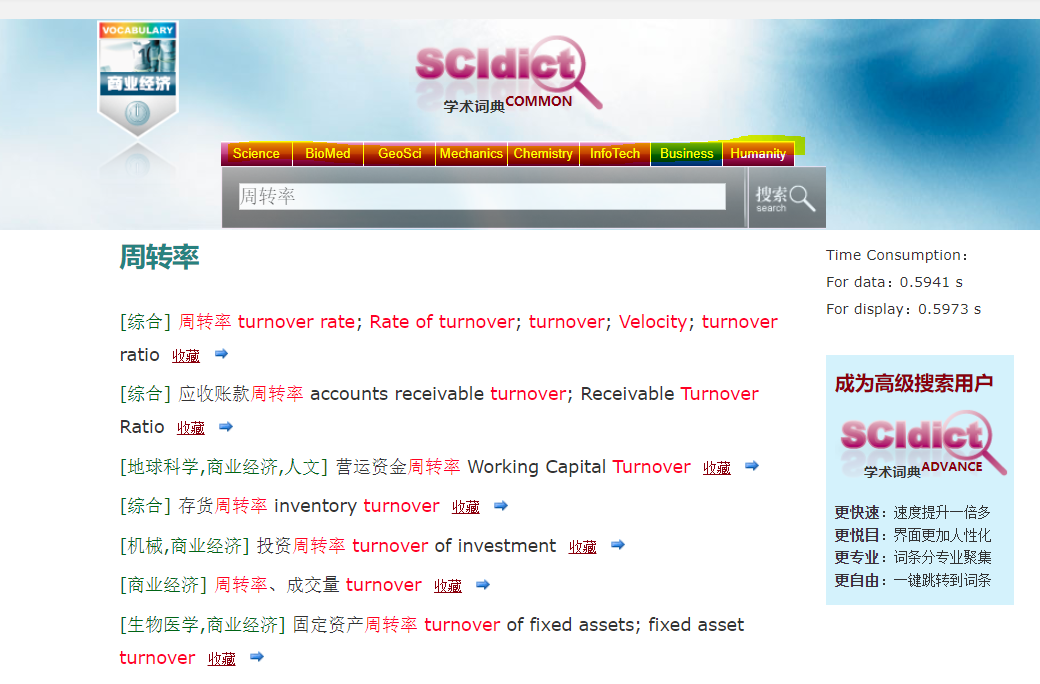 VOCABULARY
商业经济
SCIdict
学术词典COMMON
Science BioMed GeoSci Mechanics Chemistry InfoTech Business Humanity
周转率
搜索
search
周转率
[综合] 周转率 turnover rate; Rate of turnover; turnover; Velocity; turnover
ratio 收藏
[综合] 应收账款周转率 accounts receivable turnover; Receivable Turnover
Ratio 收藏
[地球科学,商业经济,人文] 营运资金周转率 Working Capital Turnover 收藏
[综合] 存货周转率 inventory turnover 收藏
[机械,商业经济] 投资周转率 turnover of investment 收藏
[商业经济] 周转率、成交量 turnover 收藏
[生物医学,商业经济] 固定资产周转率 turnover of fixed assets; fixed asset
turnover 收藏
Time Consumption：
For data：0.5941 s
For display：0.5973 s
成为高级搜索用户
SCIdict
学术词典ADVANCE
更快速：速度提升一倍多
更悦目：界面更加人性化
更专业：词条分专业聚集
更自由：一键跳转到词条